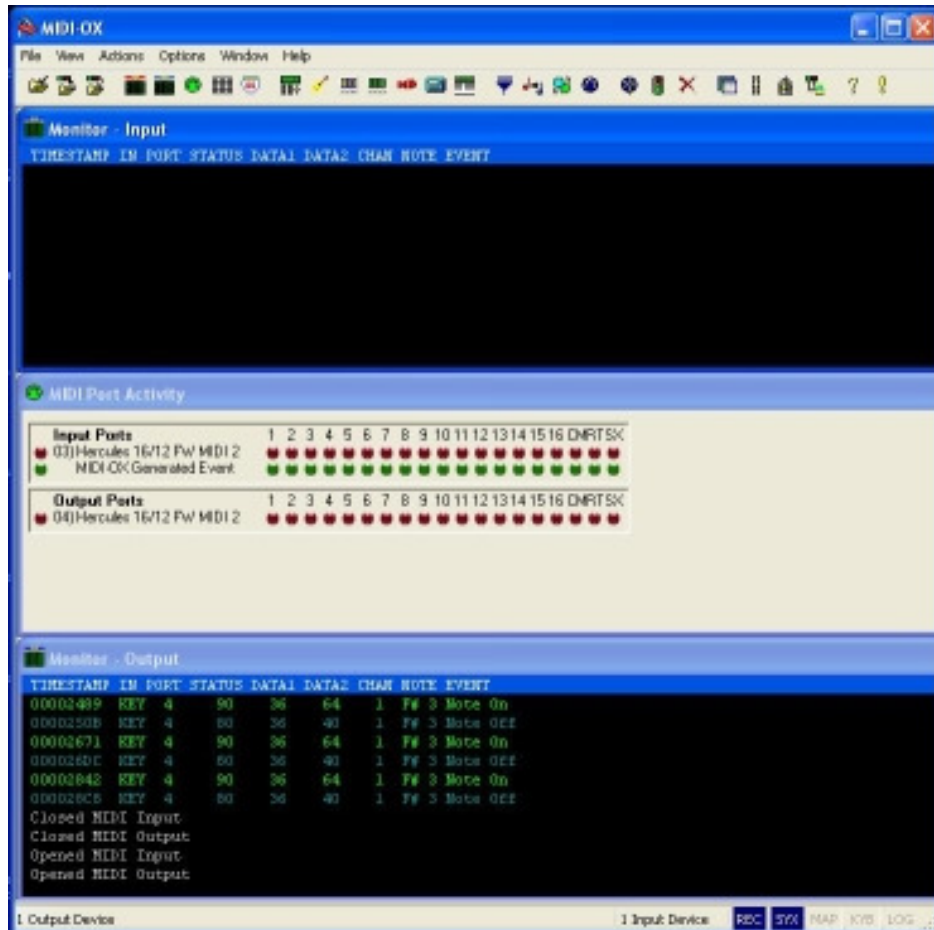 MIDI-OX
File View Actions Options Window Help
Monitor - Input
TIMESTAMP IN PORT STATUS DATA1 DATA2 CHAN NOTE EVENT
MIDI Port Activity
Input Ports 1 2 3 4 5 6 7 8 9 10 11 12 13 14 15 16 CMRTSX
03)Hercules 16/12 FW MIDI 2
MIDI-OX Generated Event
Output Ports 1 2 3 4 5 6 7 8 9 10 11 12 13 14 15 16 CMRTSX
04)Hercules 16/12 FW MIDI 2
Monitor - Output
TIMESTAMP IN PORT STATUS DATA1 DATA2 CHAN NOTE EVENT
00002489 KEY 4 90 36 64 1 F# 3 Note On
0000250B KEY 4 80 36 40 1 F# 3 Note Off
00002671 KEY 4 90 36 64 1 F# 3 Note On
000026DC KEY 4 80 36 40 1 F# 3 Note Off
00002842 KEY 4 90 36 64 1 F# 3 Note On
KEY 4 80 36 40 1 F# 3 Note Off
Closed MIDI Input
Closed MIDI Output
Opened MIDI Input
Opened MIDI Output
1 Output Device 1 Input Device REC SYX MAP KYB LOG